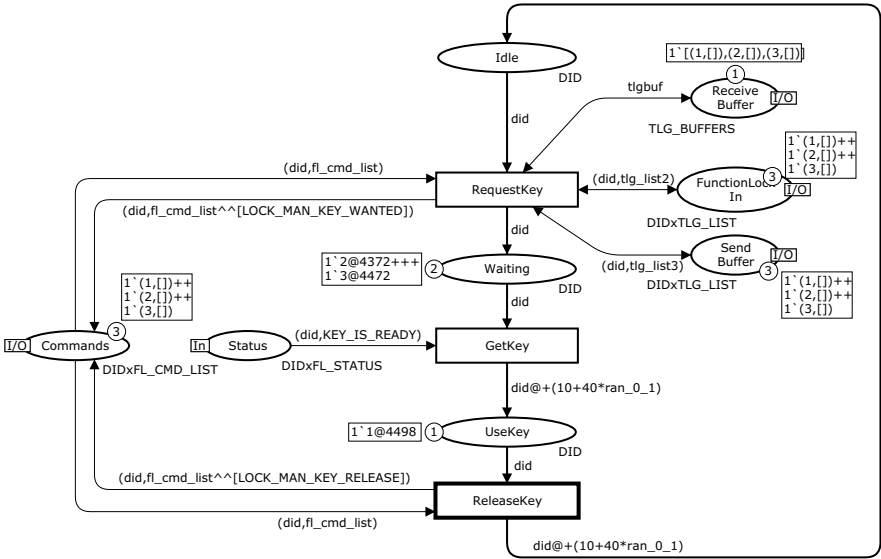 Idle
DID
1`[(1,[]),(2,[]),(3,[])]
1
tlgbuf
Receive
Buffer
I/O
TLG_BUFFERS
did
1`(1,[])++
1`(2,[])++
1`(3,[])
(did,fl_cmd_list)
RequestKey
(did,tlg_list2)
3
FunctionLock
In
I/O
DIDxTLG_LIST
(did,fl_cmd_list^^[LOCK_MAN_KEY_WANTED])
did
(did,tlg_list3)
Send
Buffer
I/O
3
DIDxTLG_LIST
1`(1,[])++
1`(2,[])++
1`(3,[])
1`2@4372+++
1`3@4472
2
Waiting
DID
did
1`(1,[])++
1`(2,[])++
1`(3,[])
3
I/O
Commands
DIDxFL_CMD_LIST
In
Status
DIDxFL_STATUS
(did,KEY_IS_READY)
GetKey
did@+(10+40*ran_0_1)
1`1@4498
1
UseKey
DID
did
(did,fl_cmd_list^^[LOCK_MAN_KEY_RELEASE])
ReleaseKey
(did,fl_cmd_list)
did@+(10+40*ran_0_1)